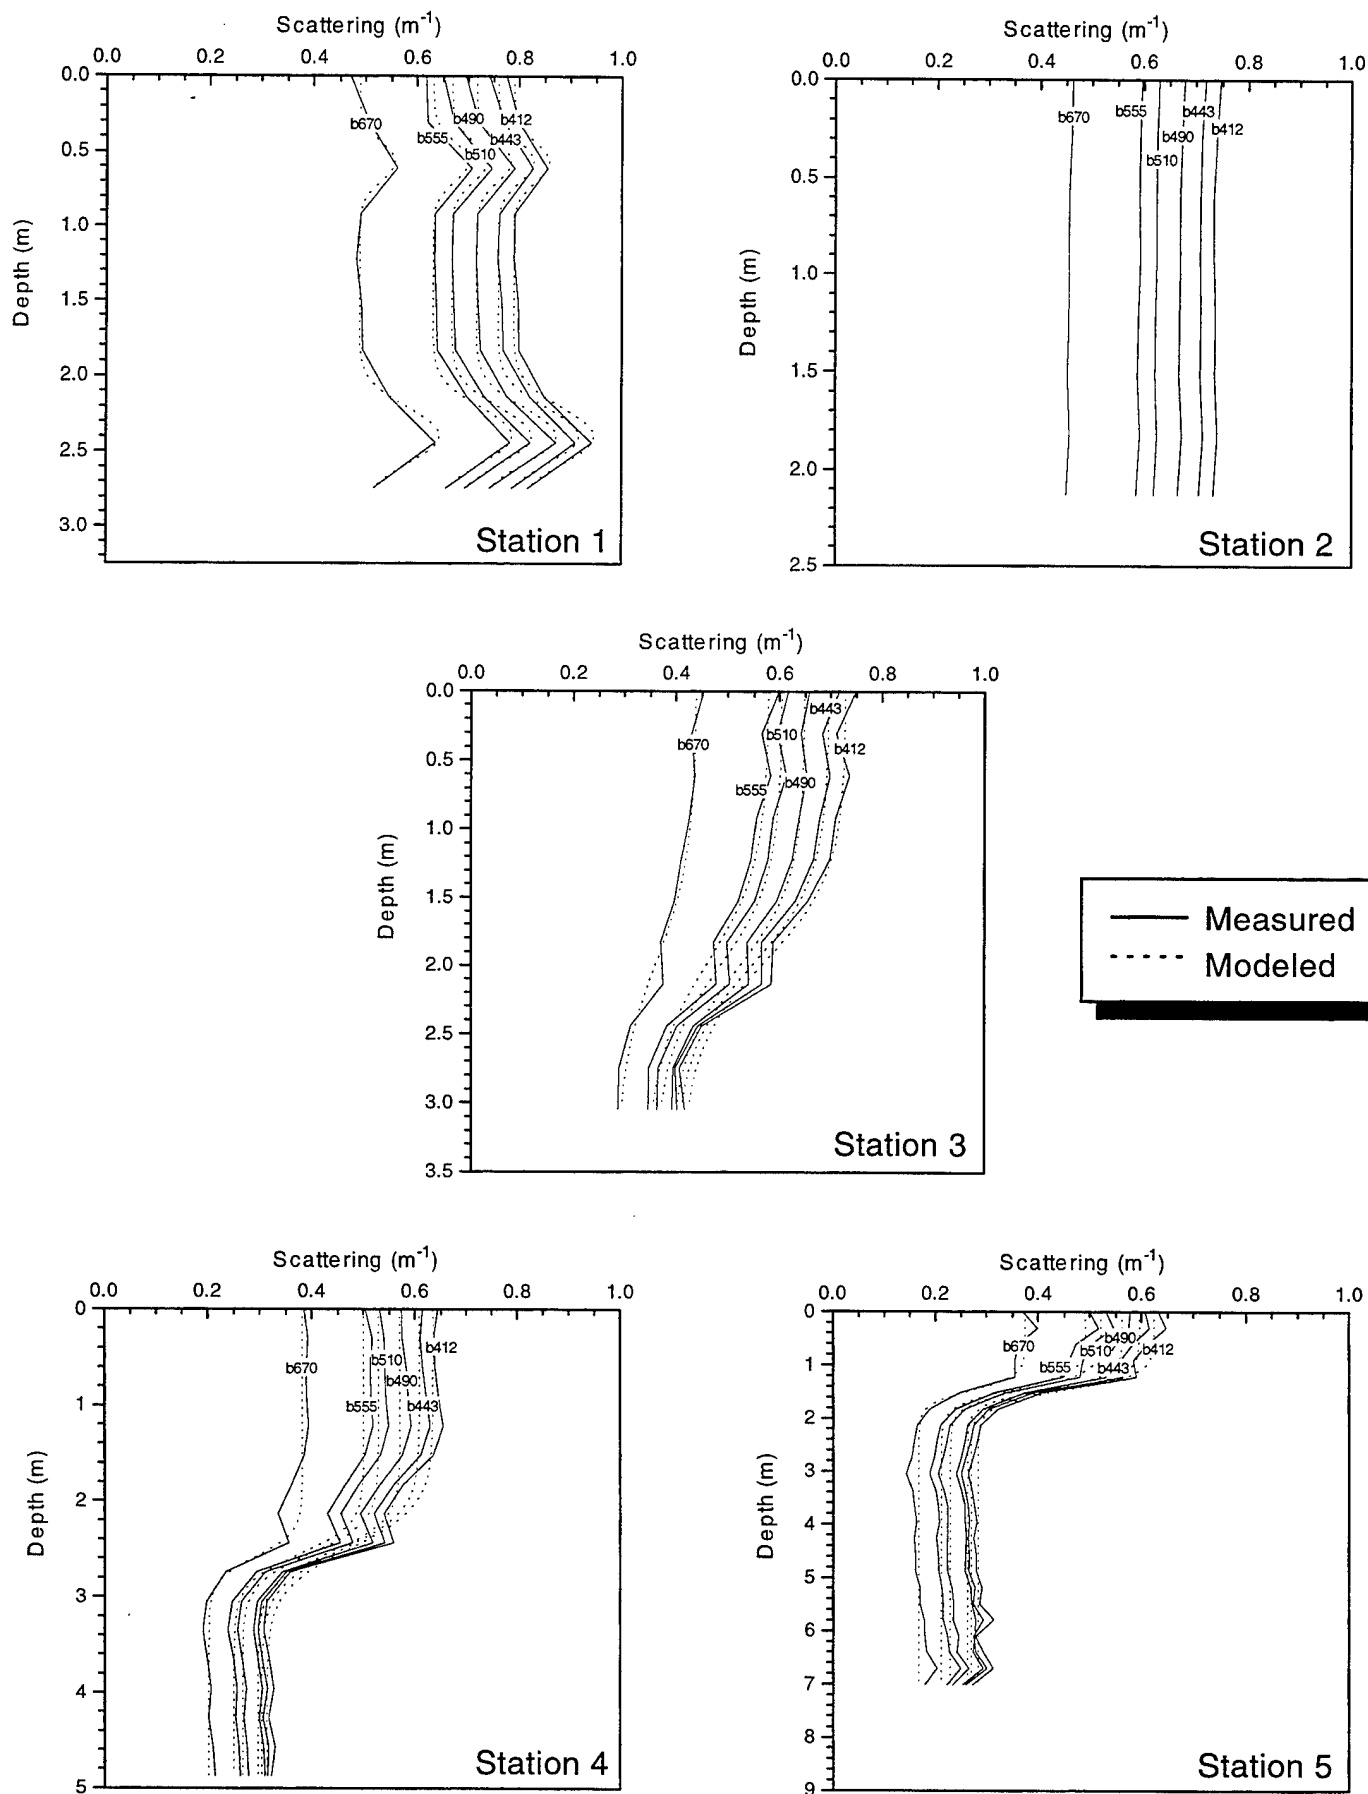 Scattering (m⁻¹)
0.0 0.2 0.4 0.6 0.8 1.0
0.0
0.5
1.0
1.5
2.0
2.5
3.0
Depth (m)
b670
b555
b490
b510
b412
b443
Station 1
Scattering (m⁻¹)
0.0 0.2 0.4 0.6 0.8 1.0
0.0
0.5
1.0
1.5
2.0
2.5
Depth (m)
b670
b555
b510
b490
b443
b412
Station 2
Scattering (m⁻¹)
0.0 0.2 0.4 0.6 0.8 1.0
0.0
0.5
1.0
1.5
2.0
2.5
3.0
3.5
Depth (m)
b670
b555
b510
b490
b443
b412
Station 3
Measured
Modeled
Scattering (m⁻¹)
0.0 0.2 0.4 0.6 0.8 1.0
0
1
2
3
4
5
Depth (m)
b670
b555
b510
b490
b443
b412
Station 4
Scattering (m⁻¹)
0.0 0.2 0.4 0.6 0.8 1.0
0
1
2
3
4
5
6
7
8
9
Depth (m)
b670
b555
b510
b490
b443
b412
Station 5